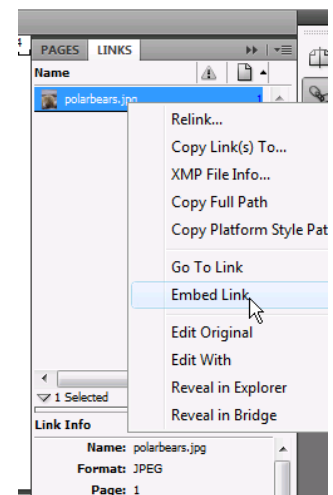 PAGES LINKS
Name
polarbears.jpg 1
Relink...
Copy Link(s) To...
XMP File Info...
Copy Full Path
Copy Platform Style Pat
Go To Link
Embed Link
Edit Original
Edit With
Reveal in Explorer
Reveal in Bridge
1 Selected
Link Info
Name: polarbears.jpg
Format: JPEG
Page: 1